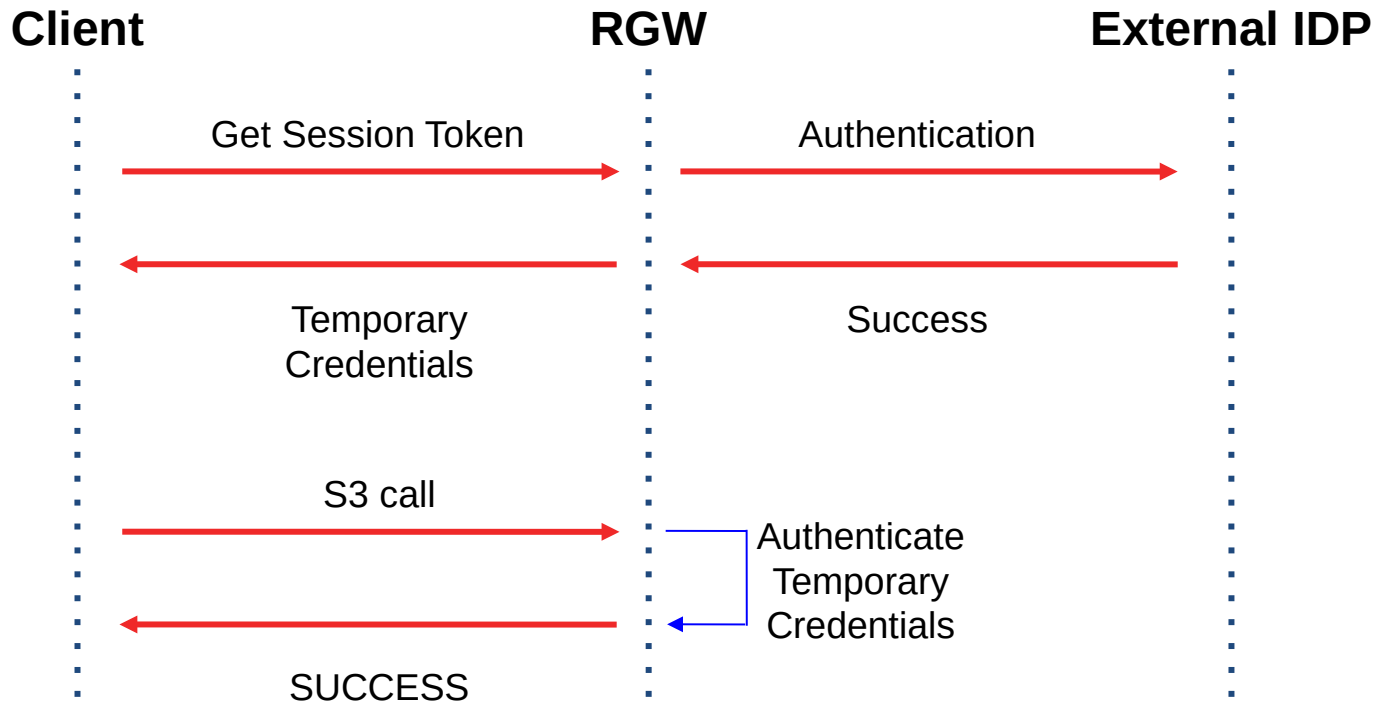 Client
RGW
External IDP
Get Session Token
Authentication
Temporary
Credentials
Success
S3 call
Authenticate
Temporary
Credentials
SUCCESS